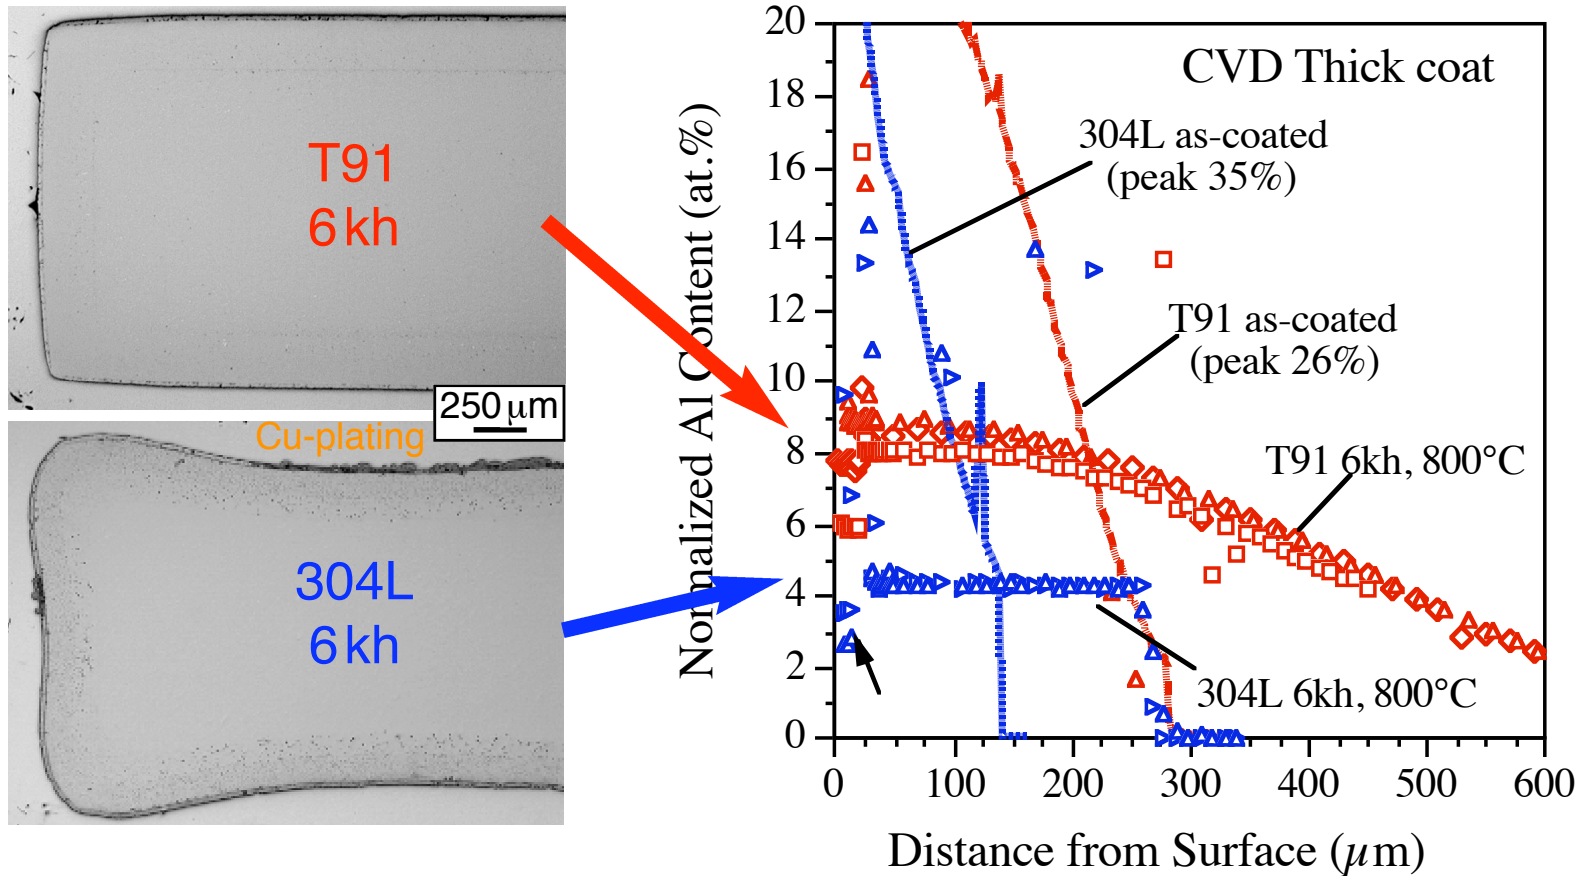 T91
6 kh
250 µm
Cu-plating
304L
6 kh
CVD Thick coat
304L as-coated
(peak 35%)
T91 as-coated
(peak 26%)
T91 6kh, 800°C
304L 6kh, 800°C
Normalized Al Content (at.%)
20
18
16
14
12
10
8
6
4
2
0
0 100 200 300 400 500 600
Distance from Surface (µm)